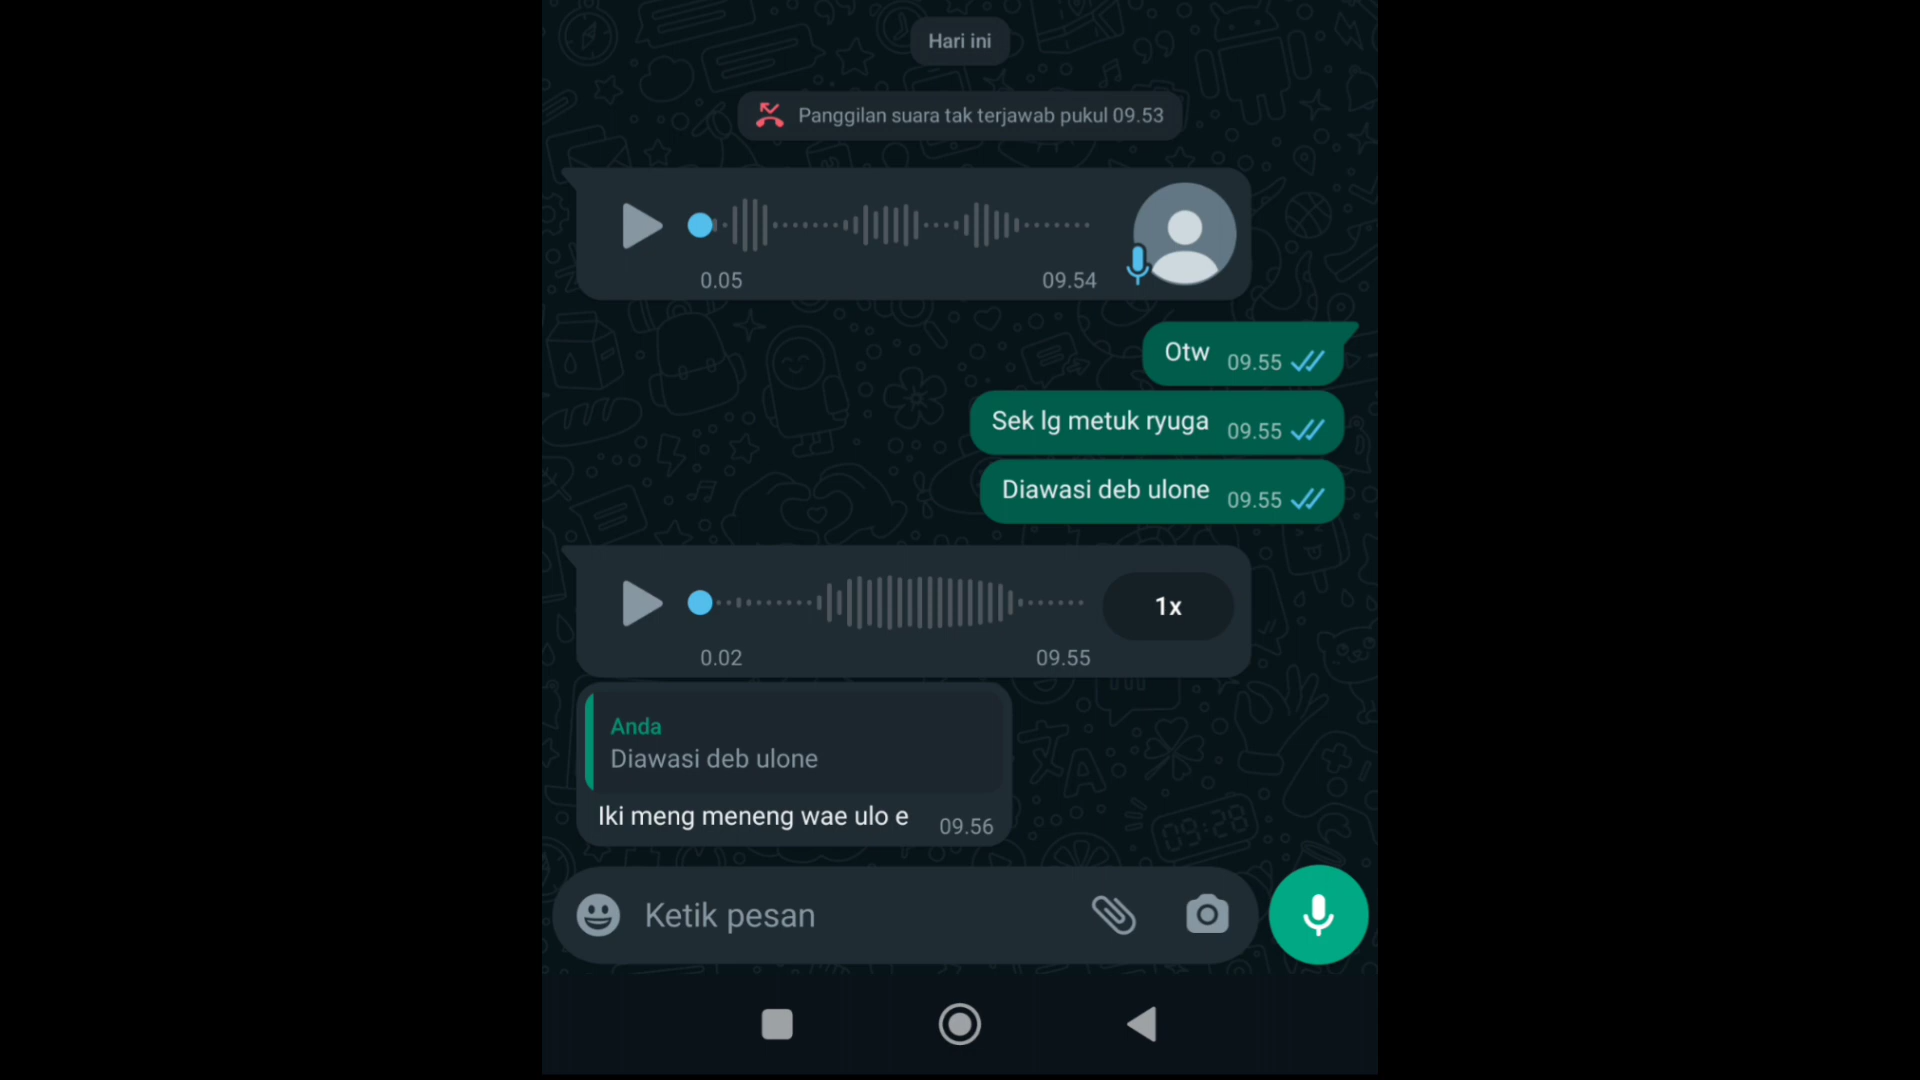 Hari ini
Panggilan suara tak terjawab pukul 09.53
0.05 09.54
Otw 09.55
Sek lg metuk ryuga 09.55
Diawasi deb ulone 09.55
1x
0.02 09.55
Anda
Diawasi deb ulone
Iki meng meneng wae ulo e 09.56
Ketik pesan